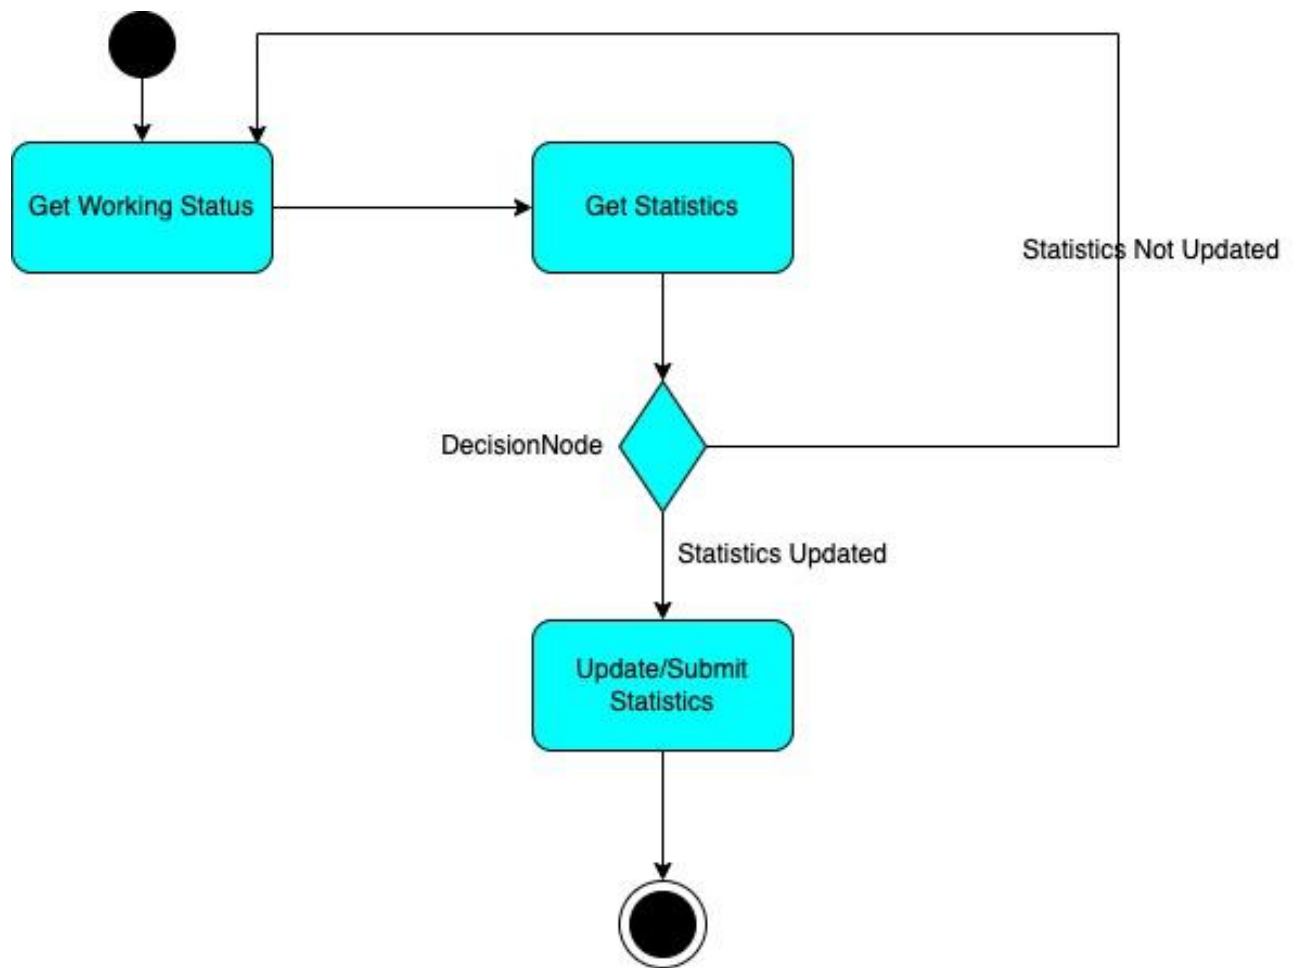 Get Working Status
Get Statistics
Statistics Not Updated
DecisionNode
Statistics Updated
Update/Submit
Statistics